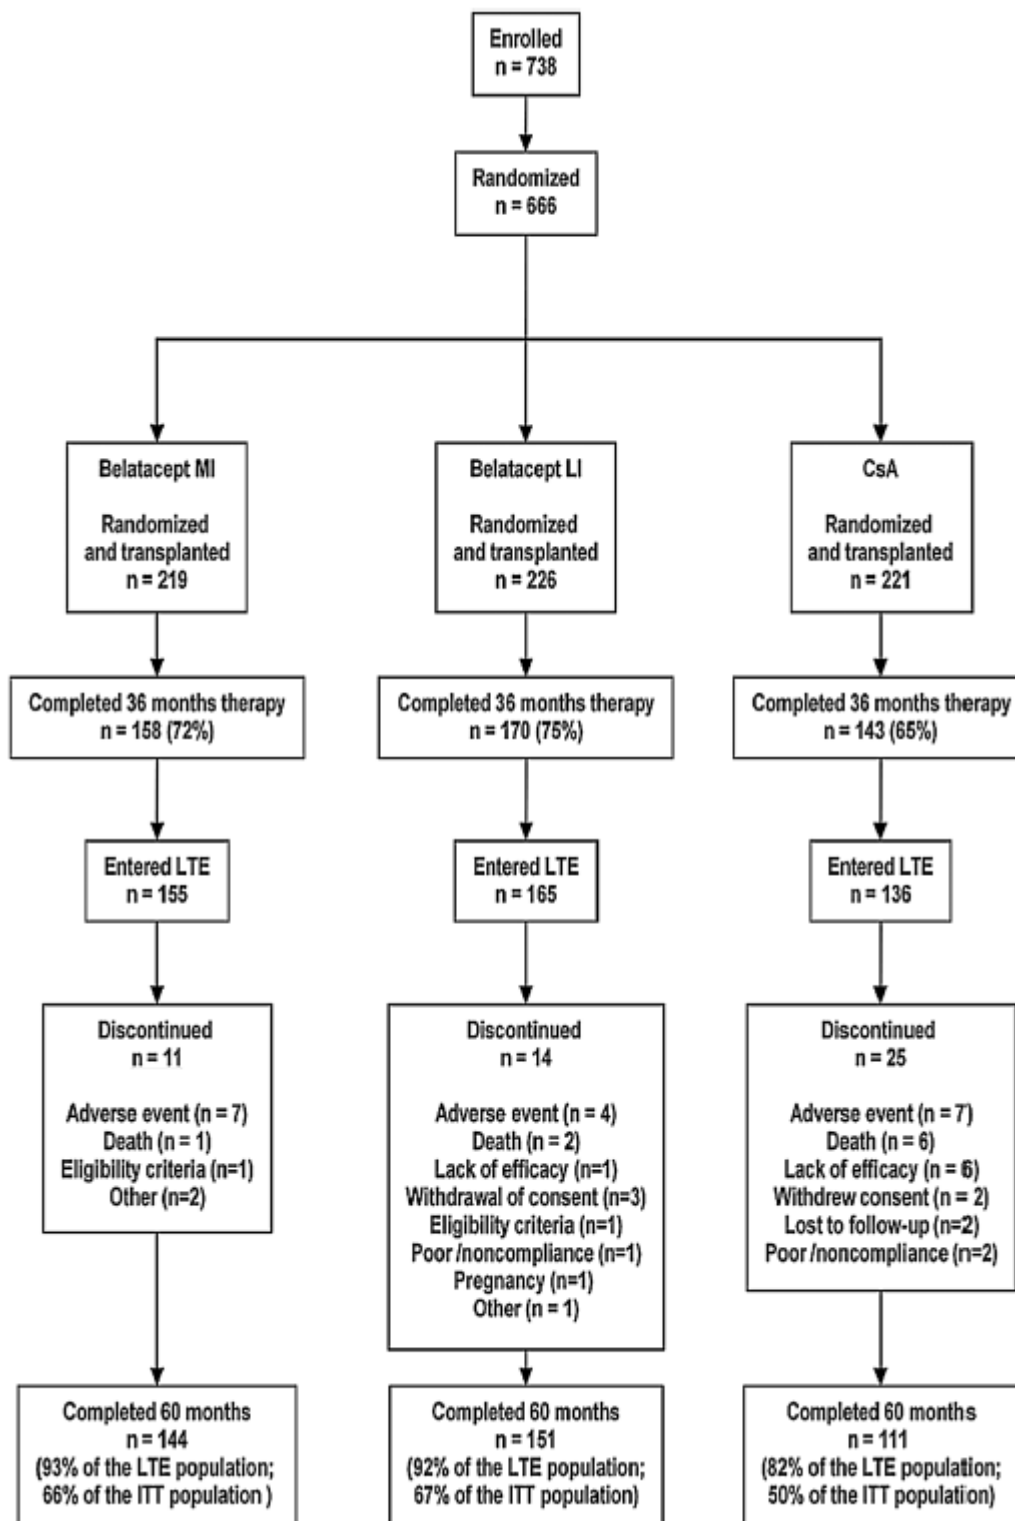 Enrolled
n = 738
Randomized
n = 666
Belatacept MI
Randomized
and transplanted
n = 219
Belatacept LI
Randomized
and transplanted
n = 226
CsA
Randomized
and transplanted
n = 221
Completed 36 months therapy
n = 158 (72%)
Completed 36 months therapy
n = 170 (75%)
Completed 36 months therapy
n = 143 (65%)
Entered LTE
n = 155
Entered LTE
n = 165
Entered LTE
n = 136
Discontinued
n = 11
Adverse event (n = 7)
Death (n = 1)
Eligibility criteria (n=1)
Other (n=2)
Discontinued
n = 14
Adverse event (n = 4)
Death (n = 2)
Lack of efficacy (n=1)
Withdrawal of consent (n=3)
Eligibility criteria (n=1)
Poor /noncompliance (n=1)
Pregnancy (n=1)
Other (n = 1)
Discontinued
n = 25
Adverse event (n = 7)
Death (n = 6)
Lack of efficacy (n = 6)
Withdrew consent (n = 2)
Lost to follow-up (n=2)
Poor /noncompliance (n=2)
Completed 60 months
n = 144
(93% of the LTE population;
66% of the ITT population )
Completed 60 months
n = 151
(92% of the LTE population;
67% of the ITT population)
Completed 60 months
n = 111
(82% of the LTE population;
50% of the ITT population)